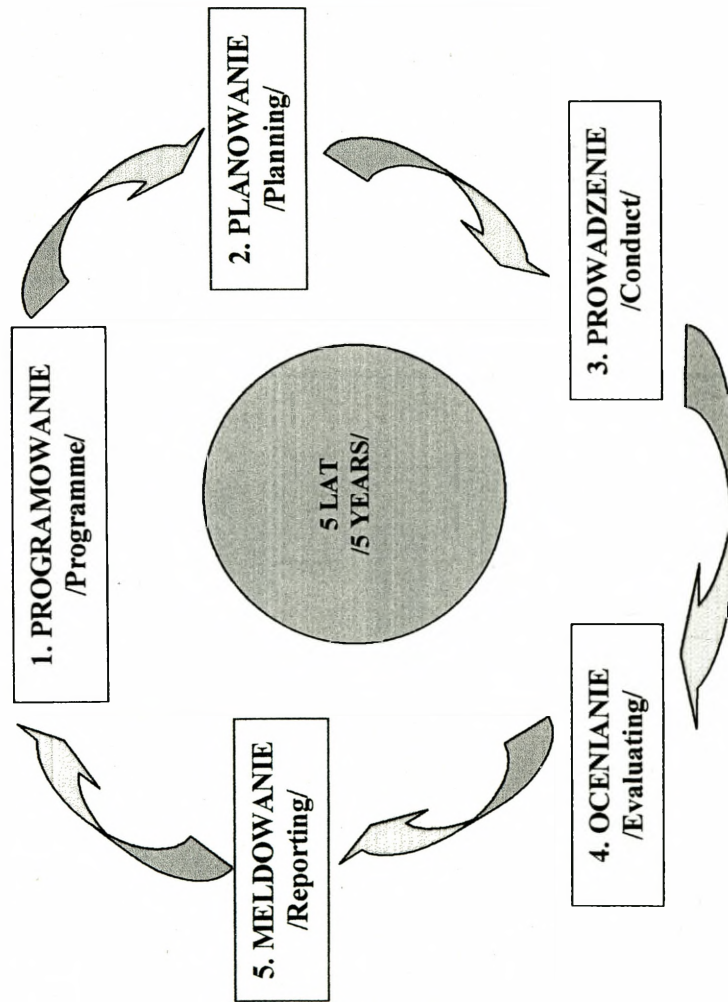 1. PROGRAMOWANIE
/Programme/
2. PLANOWANIE
/Planning/
3. PROWADZENIE
/Conduct/
4. OCENIANIE
/Evaluating/
5. MELDOWANIE
/Reporting/
5 LAT
/5 YEARS/